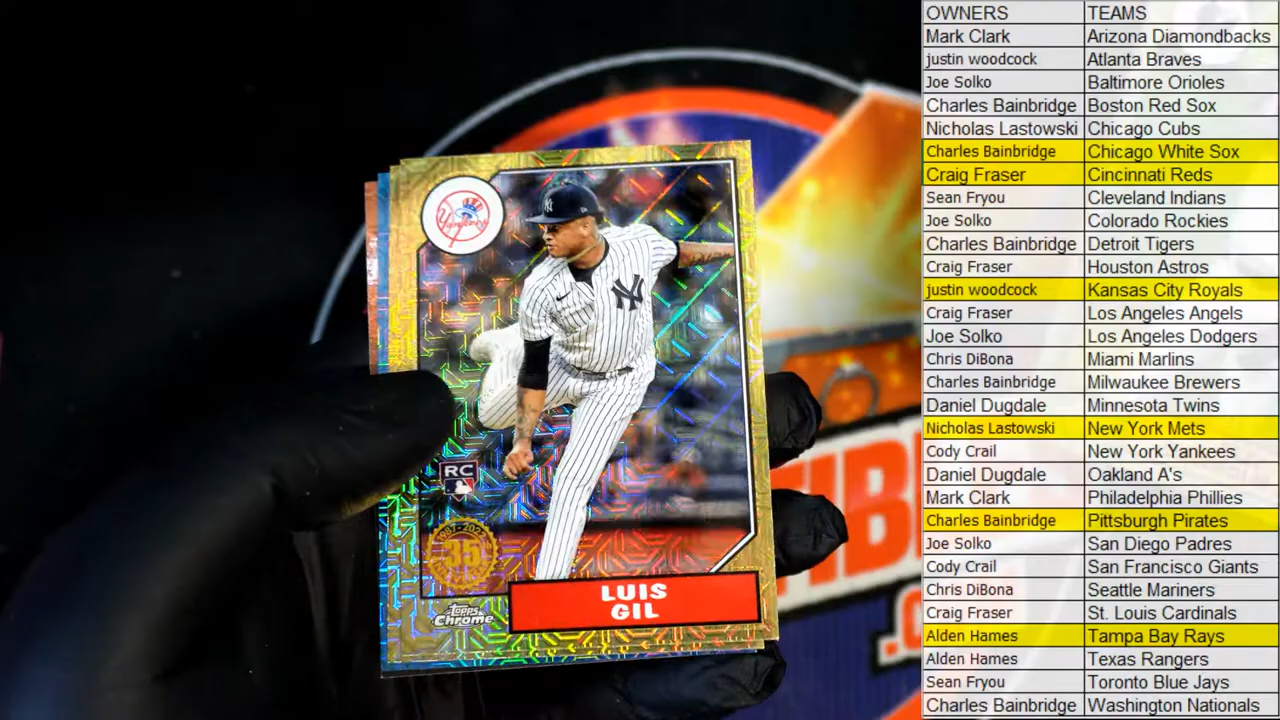 Yankees
NY
RC
1987-2022
35
Topps
Chrome
LUIS
GIL
FIB
OWNERS TEAMS
Mark Clark Arizona Diamondbacks
justin woodcock Atlanta Braves
Joe Solko Baltimore Orioles
Charles Bainbridge Boston Red Sox
Nicholas Lastowski Chicago Cubs
Charles Bainbridge Chicago White Sox
Craig Fraser Cincinnati Reds
Sean Fryou Cleveland Indians
Joe Solko Colorado Rockies
Charles Bainbridge Detroit Tigers
Craig Fraser Houston Astros
justin woodcock Kansas City Royals
Craig Fraser Los Angeles Angels
Joe Solko Los Angeles Dodgers
Chris DiBona Miami Marlins
Charles Bainbridge Milwaukee Brewers
Daniel Dugdale Minnesota Twins
Nicholas Lastowski New York Mets
Cody Crail New York Yankees
Daniel Dugdale Oakland A's
Mark Clark Philadelphia Phillies
Charles Bainbridge Pittsburgh Pirates
Joe Solko San Diego Padres
Cody Crail San Francisco Giants
Chris DiBona Seattle Mariners
Craig Fraser St. Louis Cardinals
Alden Hames Tampa Bay Rays
Alden Hames Texas Rangers
Sean Fryou Toronto Blue Jays
Charles Bainbridge Washington Nationals